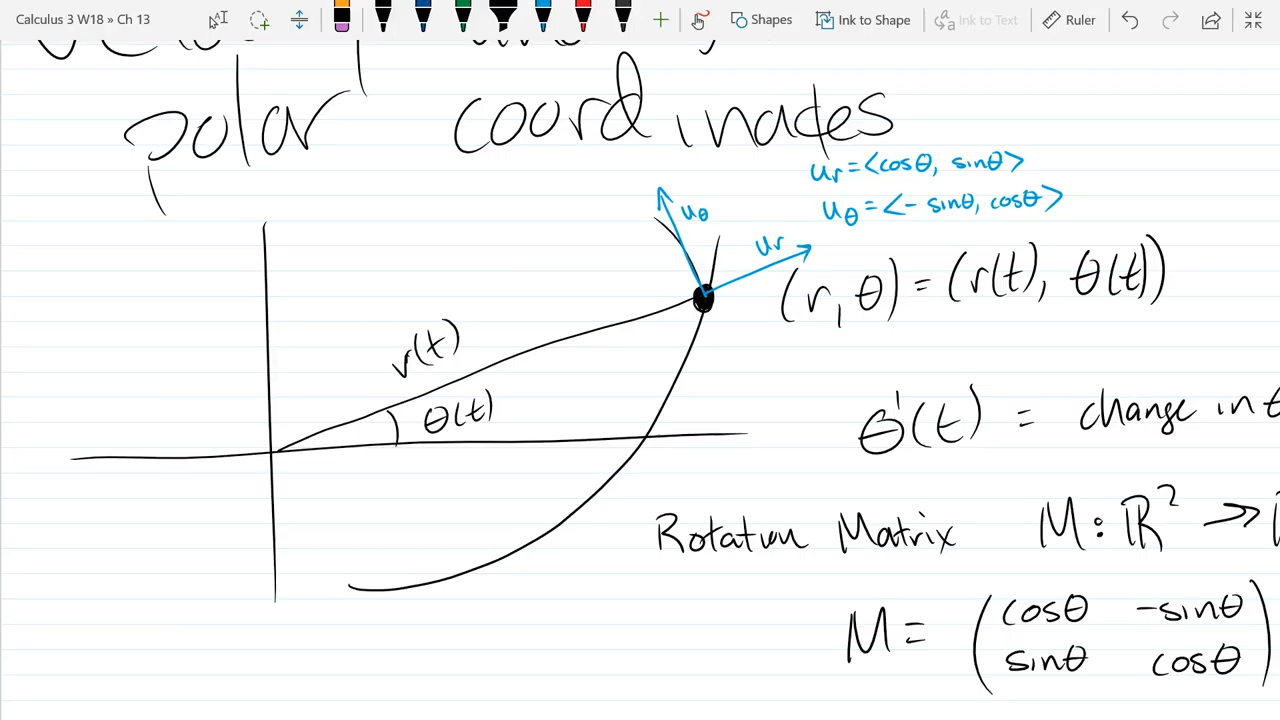 Calculus 3 W18 » Ch 13
Shapes
Ink to Shape
Ink to Text
Ruler
polar coordinates
ur = <cosθ, sinθ>
uθ = <- sinθ, cosθ>
uθ
ur
(r, θ) = (r(t), θ(t))
r(t)
θ(t)
θ'(t) = change in
Rotation Matrix M: ℝ² →
M = (cosθ -sinθ
sinθ cosθ)